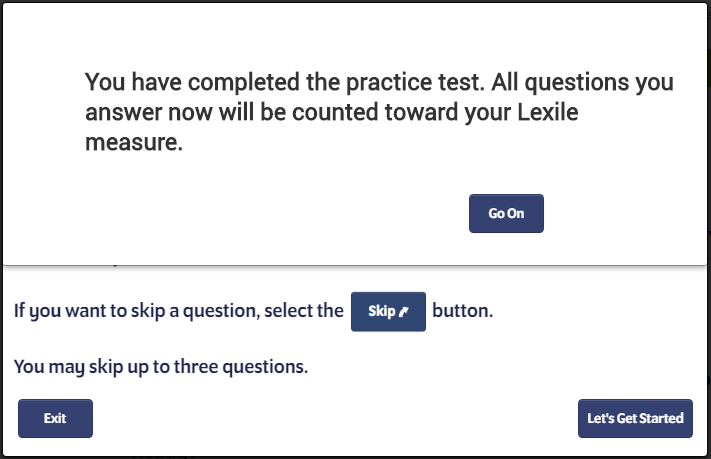 You have completed the practice test. All questions you
answer now will be counted toward your Lexile
measure.
Go On
If you want to skip a question, select the Skip button.
You may skip up to three questions.
Exit
Let's Get Started